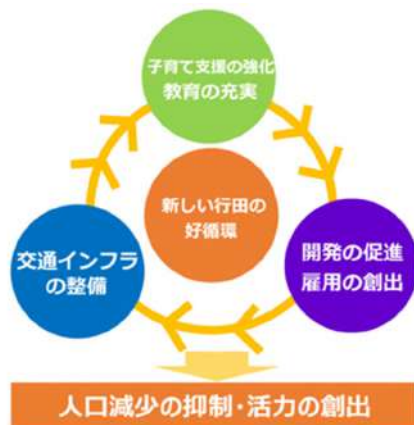 子育て支援の強化
教育の充実
新しい行田の
好循環
交通インフラ
の整備
開発の促進
雇用の創出
人口減少の抑制・活力の創出